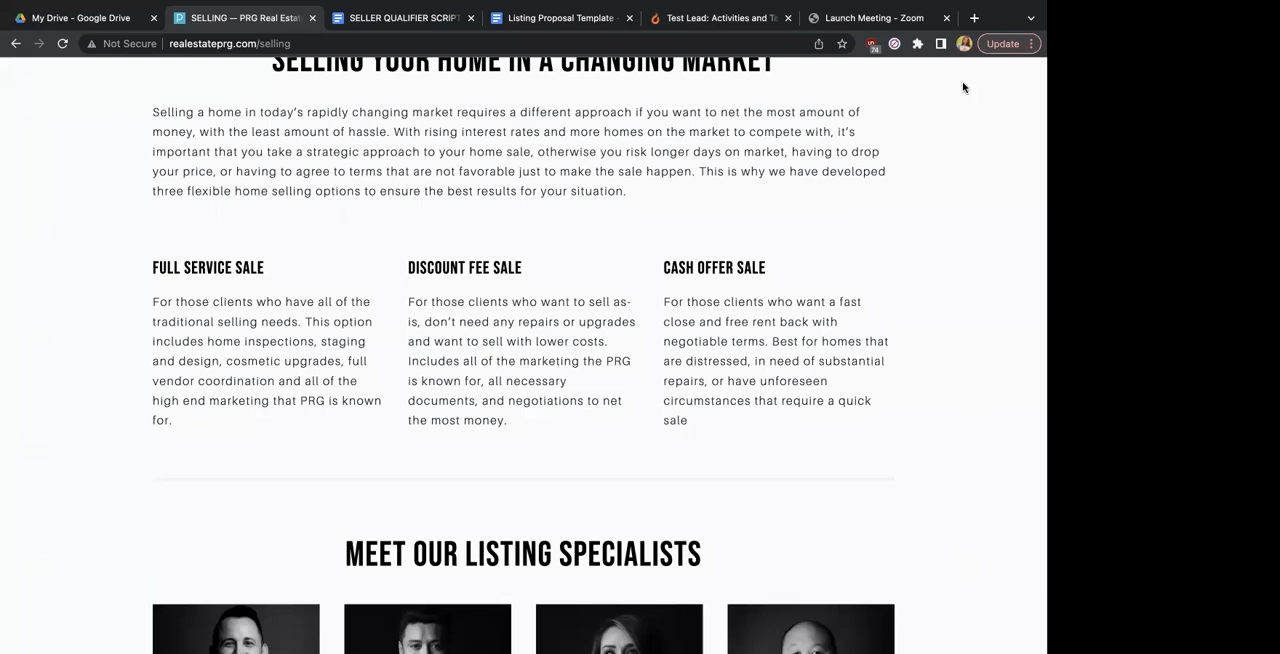 My Drive - Google Drive
SELLING — PRG Real Estat
SELLER QUALIFIER SCRIPT
Listing Proposal Template -
Test Lead: Activities and Ta
Launch Meeting - Zoom
Not Secure
realestateprg.com/selling
74
Update
SELLING YOUR HOME IN A CHANGING MARKET
Selling a home in today’s rapidly changing market requires a different approach if you want to net the most amount of
money, with the least amount of hassle. With rising interest rates and more homes on the market to compete with, it’s
important that you take a strategic approach to your home sale, otherwise you risk longer days on market, having to drop
your price, or having to agree to terms that are not favorable just to make the sale happen. This is why we have developed
three flexible home selling options to ensure the best results for your situation.
FULL SERVICE SALE
For those clients who have all of the
traditional selling needs. This option
includes home inspections, staging
and design, cosmetic upgrades, full
vendor coordination and all of the
high end marketing that PRG is known
for.
DISCOUNT FEE SALE
For those clients who want to sell as-
is, don’t need any repairs or upgrades
and want to sell with lower costs.
Includes all of the marketing the PRG
is known for, all necessary
documents, and negotiations to net
the most money.
CASH OFFER SALE
For those clients who want a fast
close and free rent back with
negotiable terms. Best for homes that
are distressed, in need of substantial
repairs, or have unforeseen
circumstances that require a quick
sale
MEET OUR LISTING SPECIALISTS